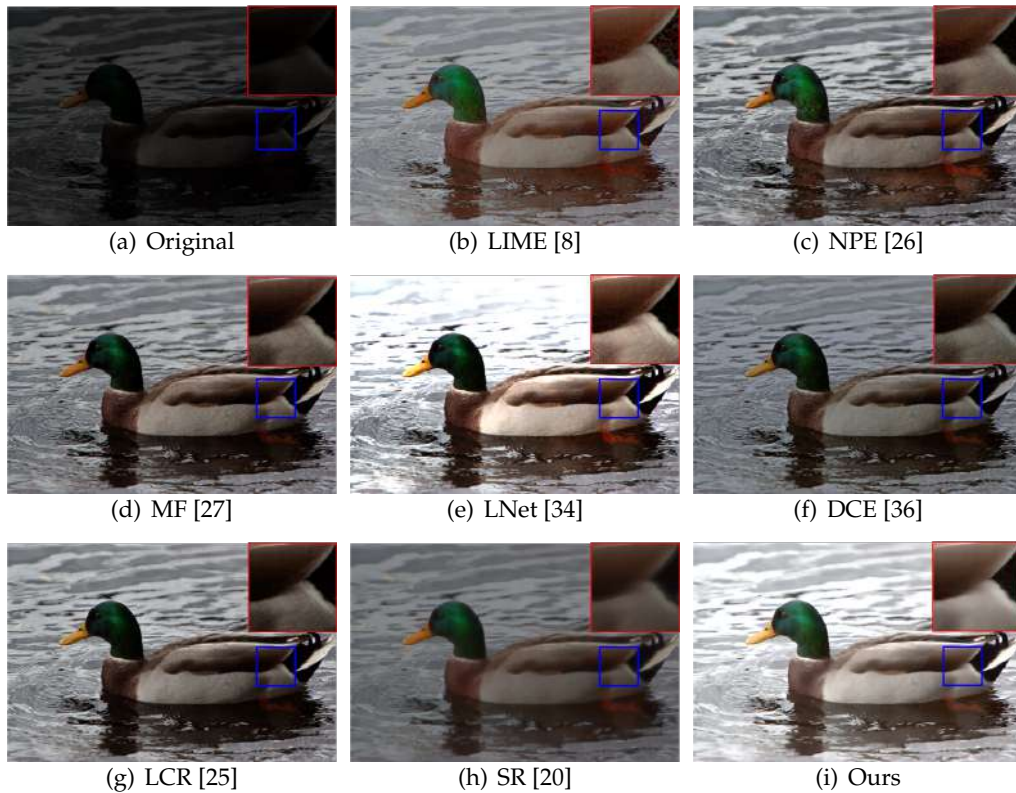 (a) Original
(b) LIME [8]
(c) NPE [26]
(d) MF [27]
(e) LNet [34]
(f) DCE [36]
(g) LCR [25]
(h) SR [20]
(i) Ours